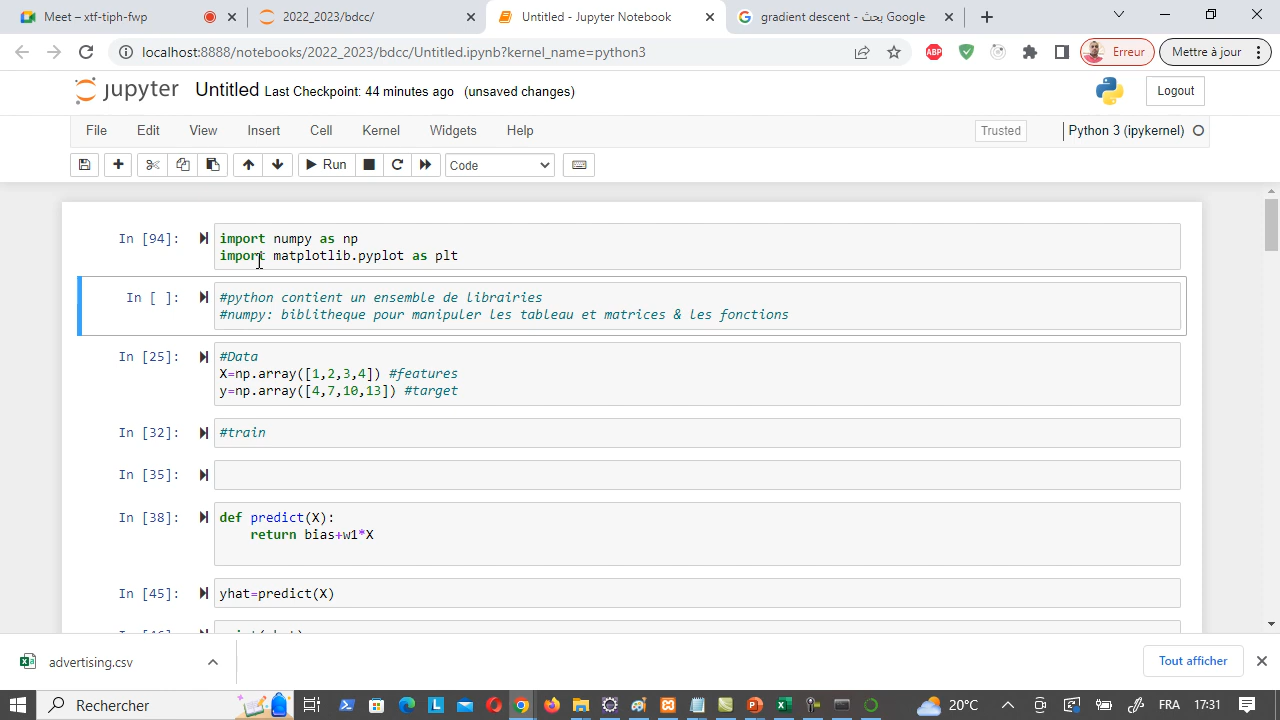 Meet – xtf-tiph-fwp
2022_2023/bdcc/
Untitled - Jupyter Notebook
gradient descent - بحث Google
localhost:8888/notebooks/2022_2023/bdcc/Untitled.ipynb?kernel_name=python3
ABP
Erreur
Mettre à jour
jupyter Untitled Last Checkpoint: 44 minutes ago (unsaved changes)
Logout
File Edit View Insert Cell Kernel Widgets Help
Trusted
Python 3 (ipykernel)
Run
Code
In [94]:
import numpy as np
import matplotlib.pyplot as plt
In [ ]:
#python contient un ensemble de librairies
#numpy: biblitheque pour manipuler les tableau et matrices & les fonctions
In [25]:
#Data
X=np.array([1,2,3,4]) #features
y=np.array([4,7,10,13]) #target
In [32]:
#train
In [35]:
In [38]:
def predict(X):
return bias+w1*X
In [45]:
yhat=predict(X)
advertising.csv
Tout afficher
Rechercher
20°C
FRA
17:31